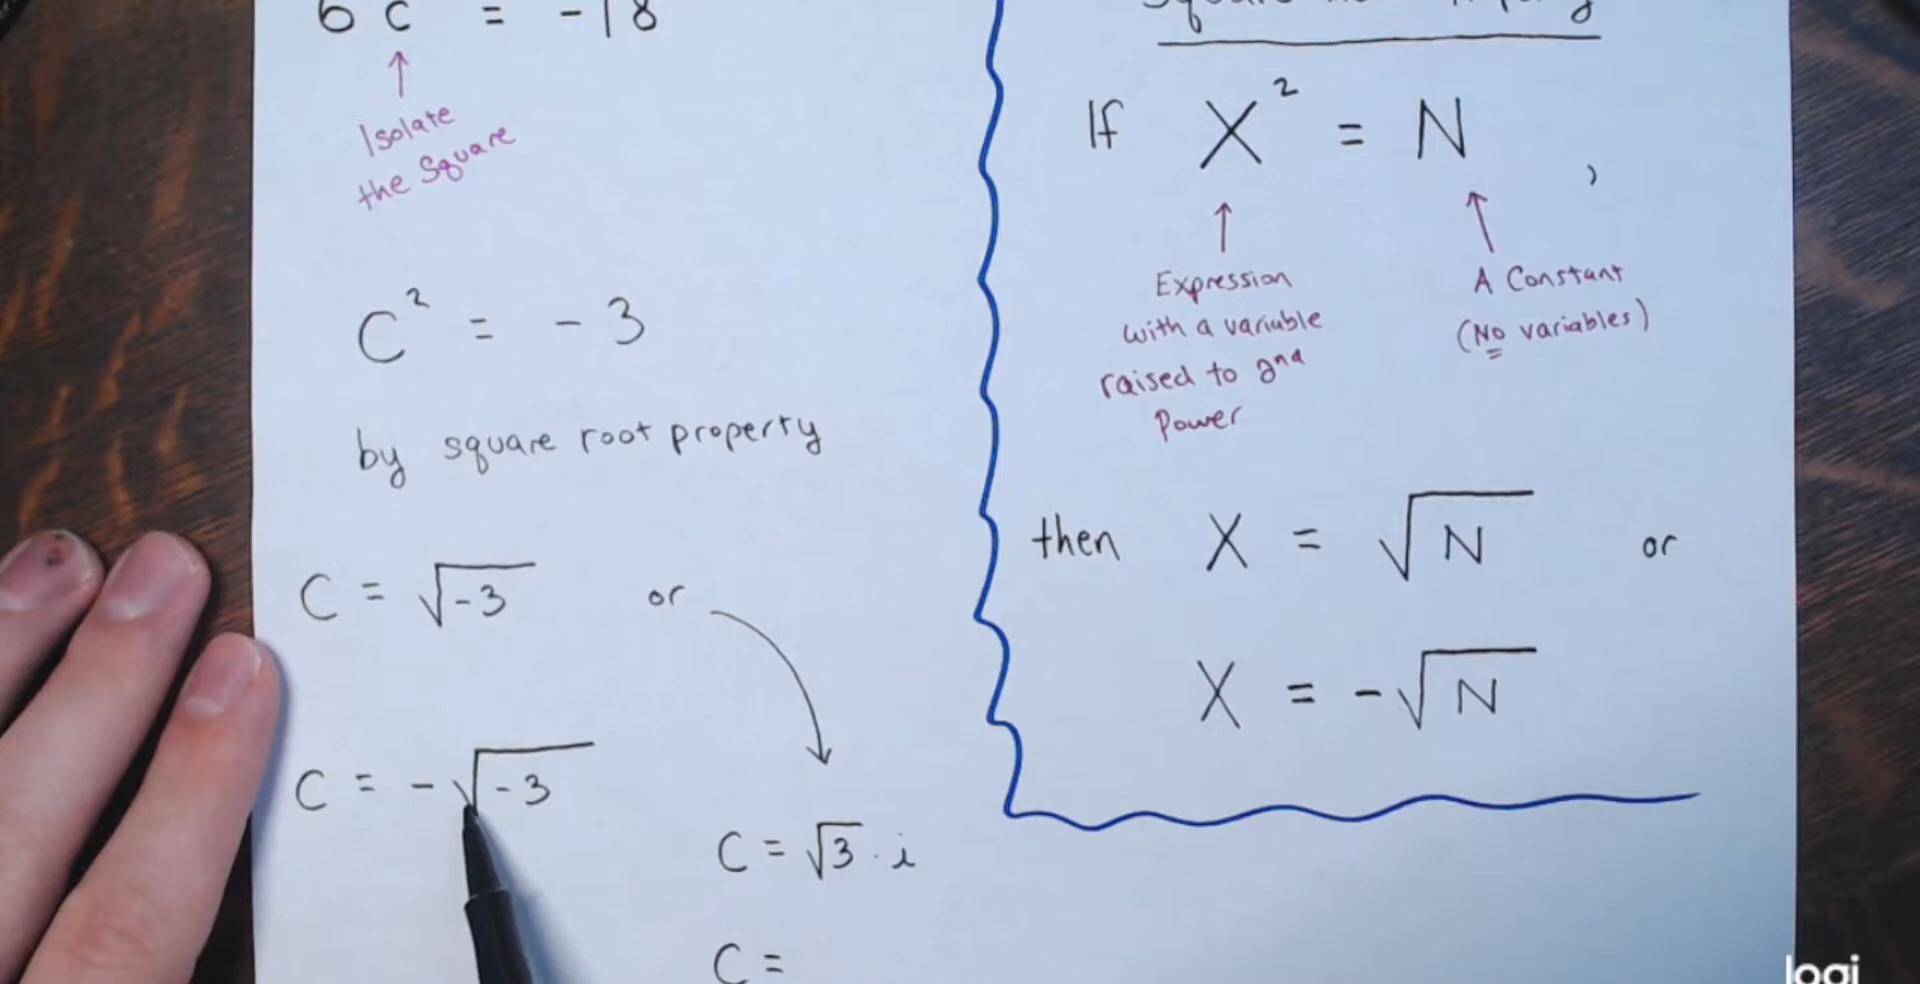 6 c = -18
Isolate
the Square
C² = -3
by square root property
C = √-3 or
C = -√-3
C = √3 · i
C =
If X² = N ,
Expression
with a variable
raised to 2nd
Power
A Constant
(No variables)
then X = √N or
X = -√N
logi